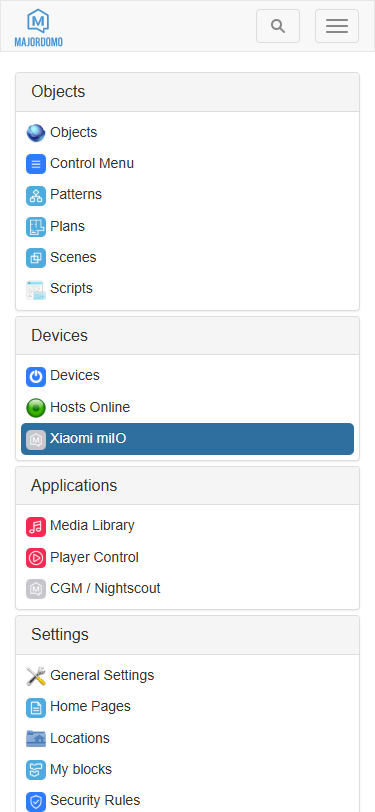 MAJORDOMO
Objects
Objects
Control Menu
Patterns
Plans
Scenes
Scripts
Devices
Devices
Hosts Online
Xiaomi miIO
Applications
Media Library
Player Control
CGM / Nightscout
Settings
General Settings
Home Pages
Locations
My blocks
Security Rules